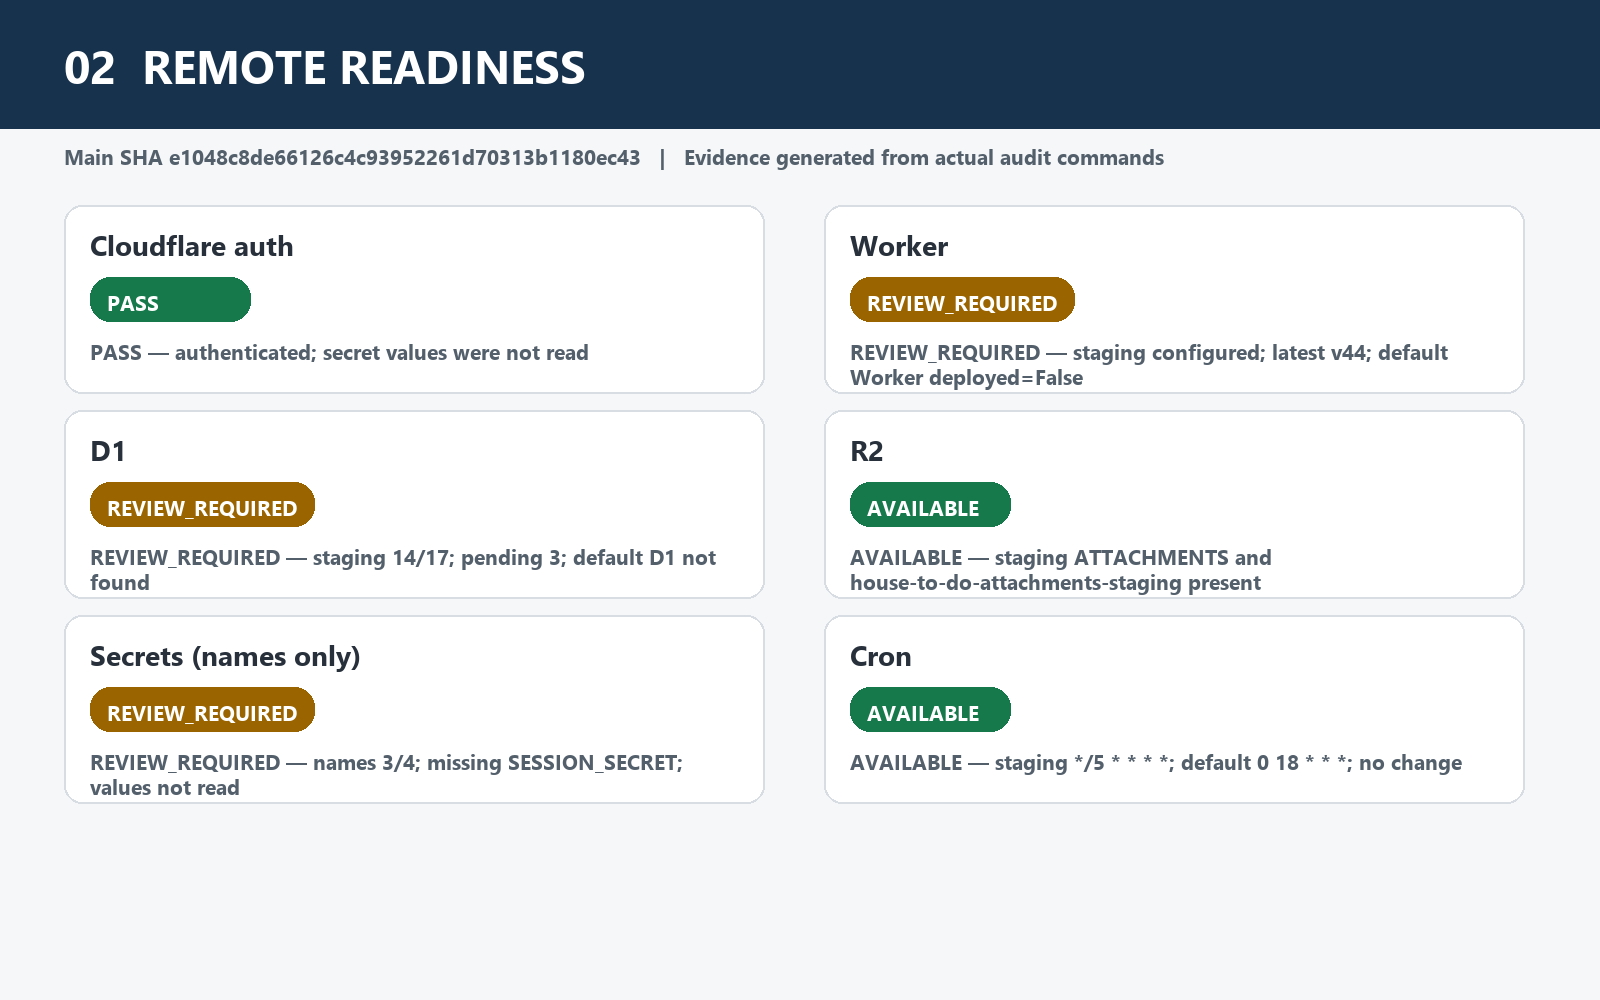 02 REMOTE READINESS
Main SHA e1048c8de66126c4c93952261d70313b1180ec43 | Evidence generated from actual audit commands
Cloudflare auth
PASS
PASS — authenticated; secret values were not read
Worker
REVIEW_REQUIRED
REVIEW_REQUIRED — staging configured; latest v44; default
Worker deployed=False
D1
REVIEW_REQUIRED
REVIEW_REQUIRED — staging 14/17; pending 3; default D1 not
found
R2
AVAILABLE
AVAILABLE — staging ATTACHMENTS and
house-to-do-attachments-staging present
Secrets (names only)
REVIEW_REQUIRED
REVIEW_REQUIRED — names 3/4; missing SESSION_SECRET;
values not read
Cron
AVAILABLE
AVAILABLE — staging */5 * * * *; default 0 18 * * *; no change